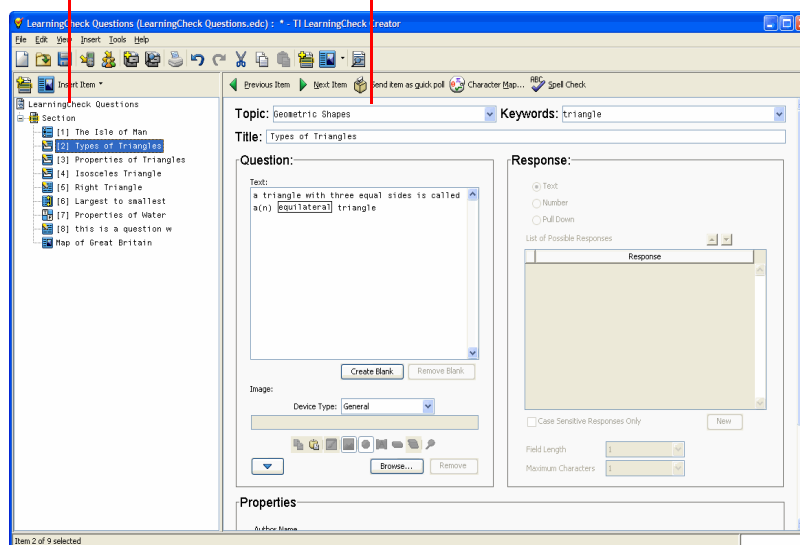 LearningCheck Questions (LearningCheck Questions.edc) : * - TI LearningCheck Creator
File Edit View Insert Tools Help
Insert Item
Previous Item Next Item Send item as quick poll Character Map... ABC Spell Check
LearningCheck Questions
Section
[1] The Isle of Man
[2] Types of Triangles
[3] Properties of Triangles
[4] Isosceles Triangle
[5] Right Triangle
[6] Largest to smallest
[7] Properties of Water
[8] this is a question w
Map of Great Britain
Topic: Geometric Shapes Keywords: triangle
Title: Types of Triangles
Question:
Text:
a triangle with three equal sides is called
a(n) equilateral triangle
Create Blank Remove Blank
Image:
Device Type: General
Browse... Remove
Response:
Text
Number
Pull Down
List of Possible Responses
Response
Case Sensitive Responses Only New
Field Length 1
Maximum Characters 1
Properties
Author Name
Item 2 of 9 selected